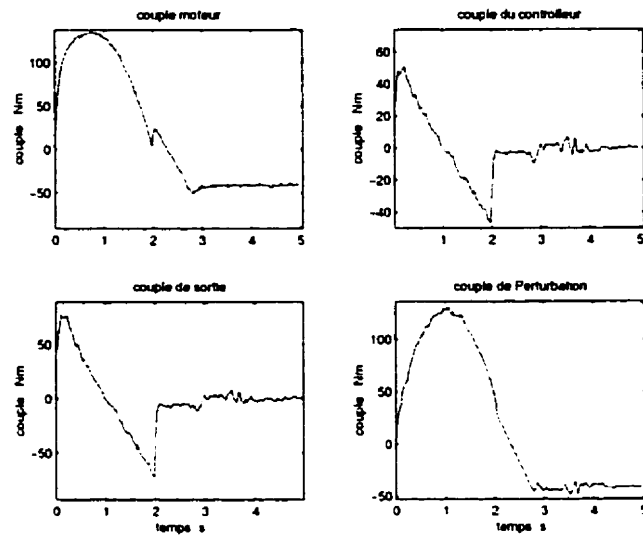 couple moteur
couple Nm
100
50
0
-50
0 1 2 3 4 5
couple du controlleur
couple Nm
60
40
20
0
-20
-40
0 1 2 3 4 5
couple de sortie
couple Nm
50
0
-50
0 1 2 3 4
temps s
couple de Perturbation
couple Nm
100
50
0
-50
0 1 2 3 4 5
temps s